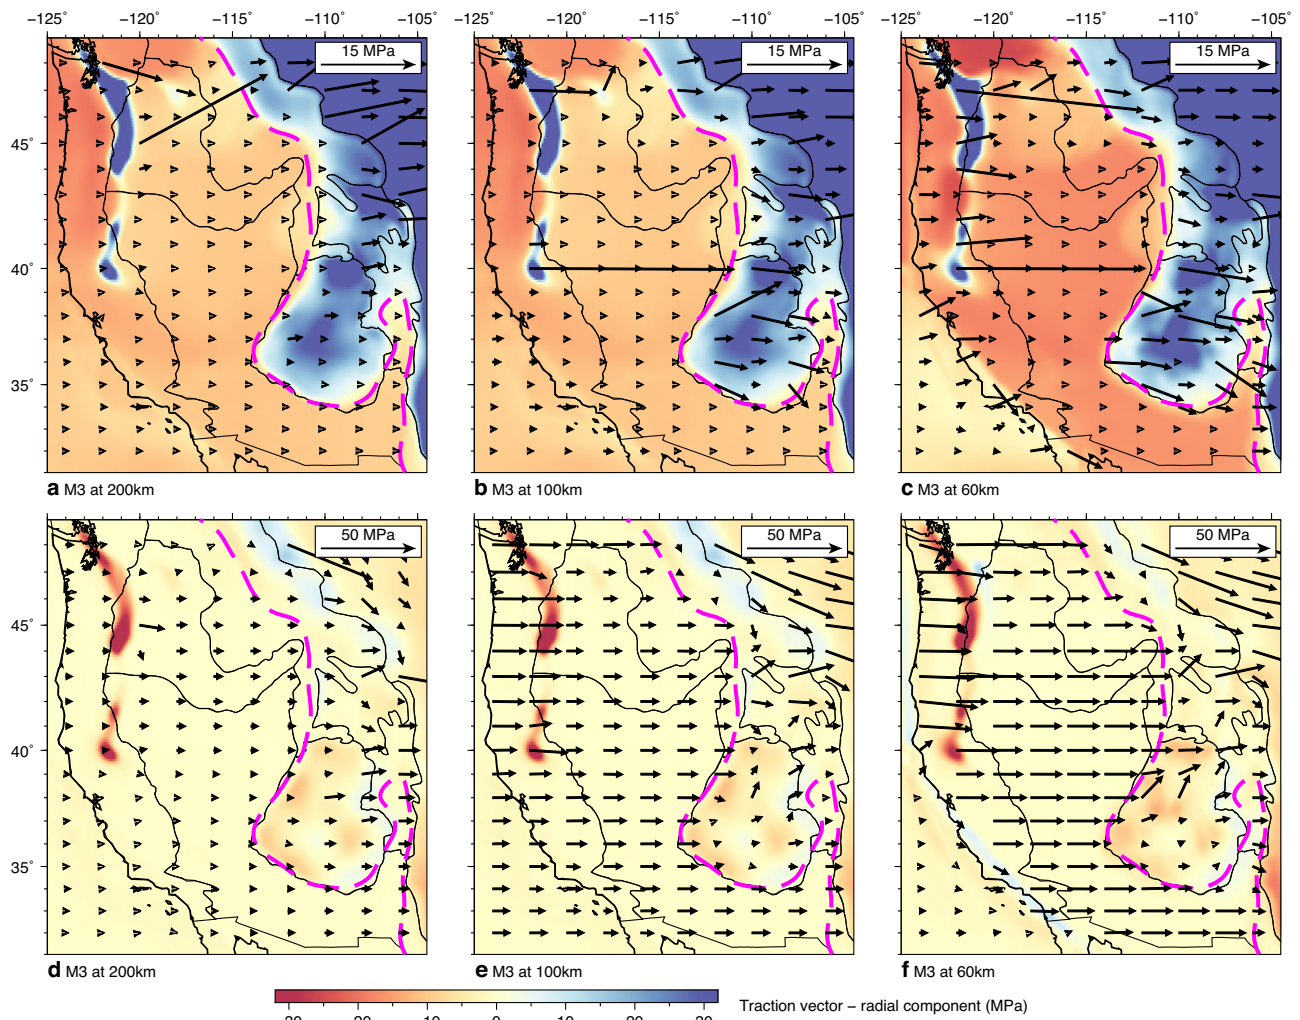 −125° −120° −115° −110° −105° −125° −120° −115° −110° −105° −125° −120° −115° −110° −105°
15 MPa 15 MPa 15 MPa
45°
40°
35°
a M3 at 200km b M3 at 100km c M3 at 60km
50 MPa 50 MPa 50 MPa
45°
40°
35°
d M3 at 200km e M3 at 100km f M3 at 60km
Traction vector − radial component (MPa)